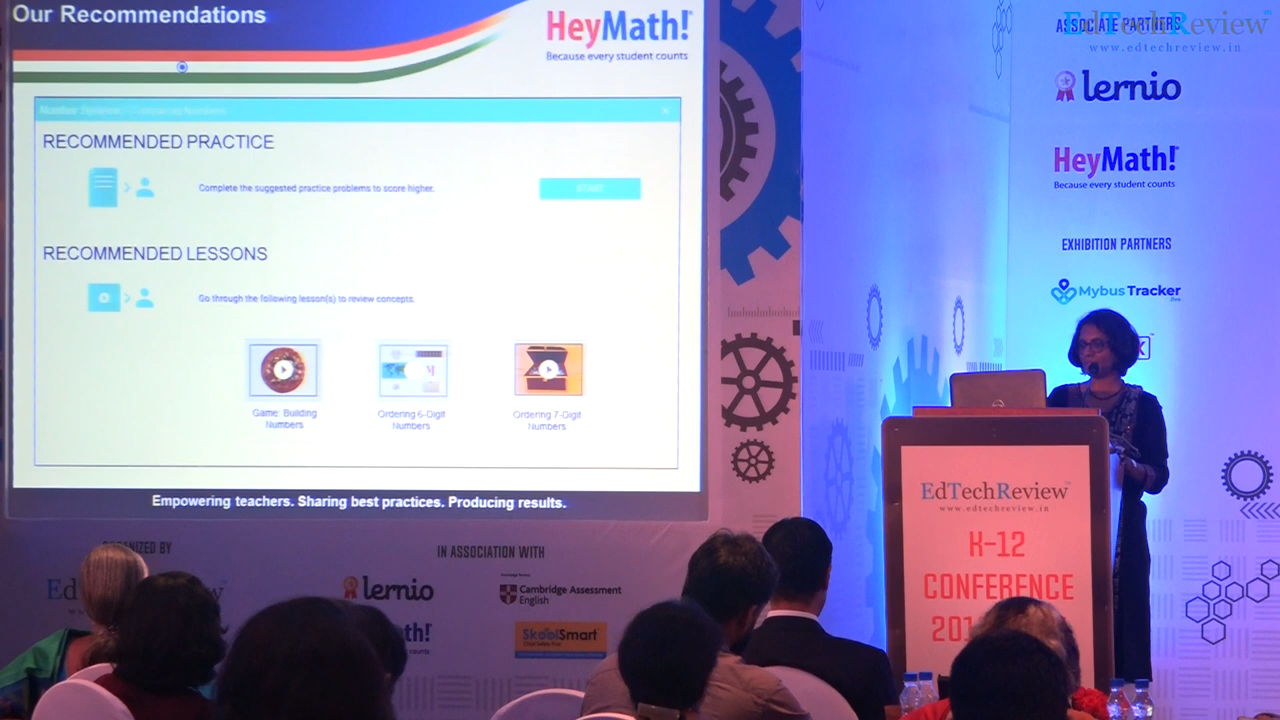 Our Recommendations
HeyMath!
Because every student counts
RECOMMENDED PRACTICE
Complete the suggested practice problems to score higher.
START
RECOMMENDED LESSONS
Go through the following lesson(s) to review concepts.
Game: Building
Numbers
Ordering 6-Digit
Numbers
Ordering 7-Digit
Numbers
Empowering teachers. Sharing best practices. Producing results.
ORGANIZED BY
IN ASSOCIATION WITH
lernio
Cambridge Assessment
English
SkoolSmart
ASSOCIATE PARTNERS
EdTechReview
www.edtechreview.in
lernio
HeyMath!
Because every student counts
EXHIBITION PARTNERS
Mybus Tracker
EdTechReview
www.edtechreview.in
K-12
CONFERENCE